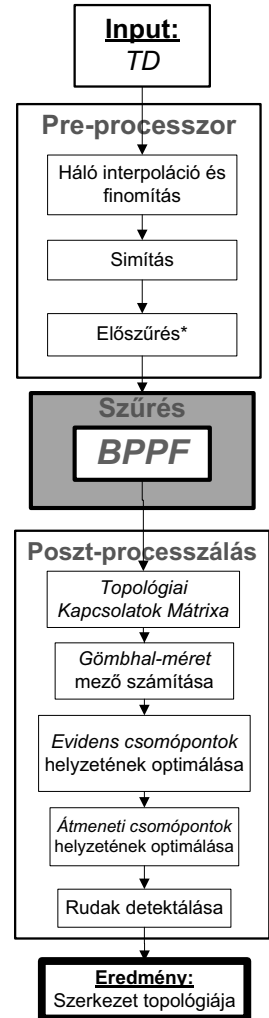 Input:
TD
Pre-processzor
Háló interpoláció és
finomítás
Simítás
Előszűrés*
Szűrés
BPPF
Poszt-processzálás
Topológiai
Kapcsolatok Mátrixa
Gömbhal-méret
mező számítása
Evidens csomópontok
helyzetének optimálása
Átmeneti csomópontok
helyzetének optimálása
Rudak detektálása
Eredmény:
Szerkezet topológiája